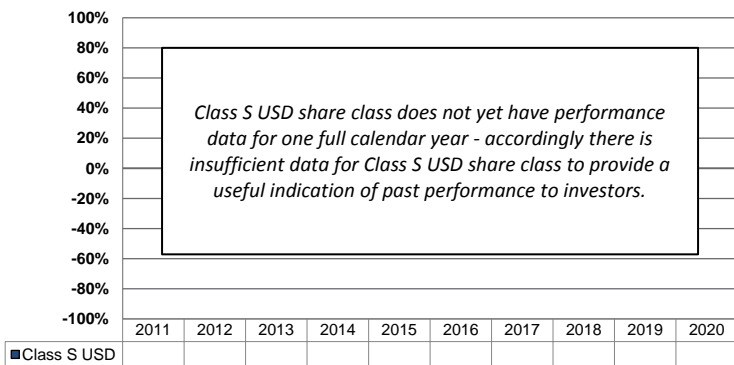 100%
80%
60%
40%
20%
0%
-20%
-40%
-60%
-80%
-100%
Class S USD share class does not yet have performance
data for one full calendar year - accordingly there is
insufficient data for Class S USD share class to provide a
useful indication of past performance to investors.
2011 2012 2013 2014 2015 2016 2017 2018 2019 2020
Class S USD